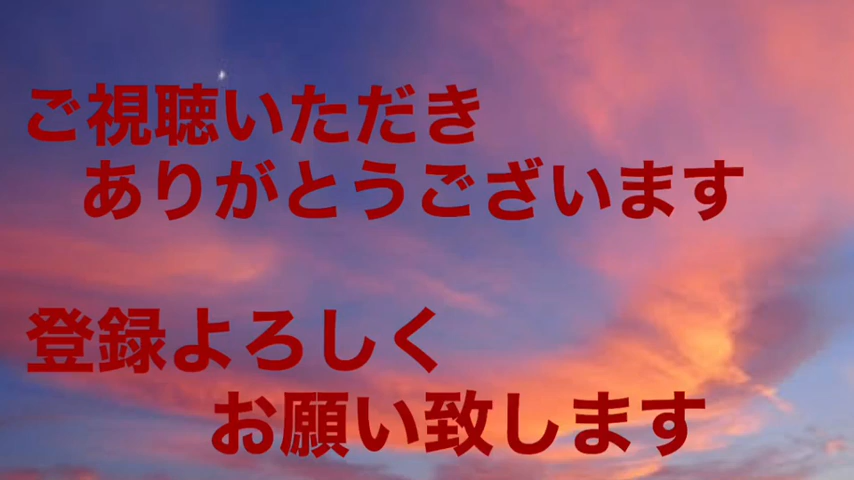 ご視聴いただき
ありがとうございます
登録よろしく
お願い致します